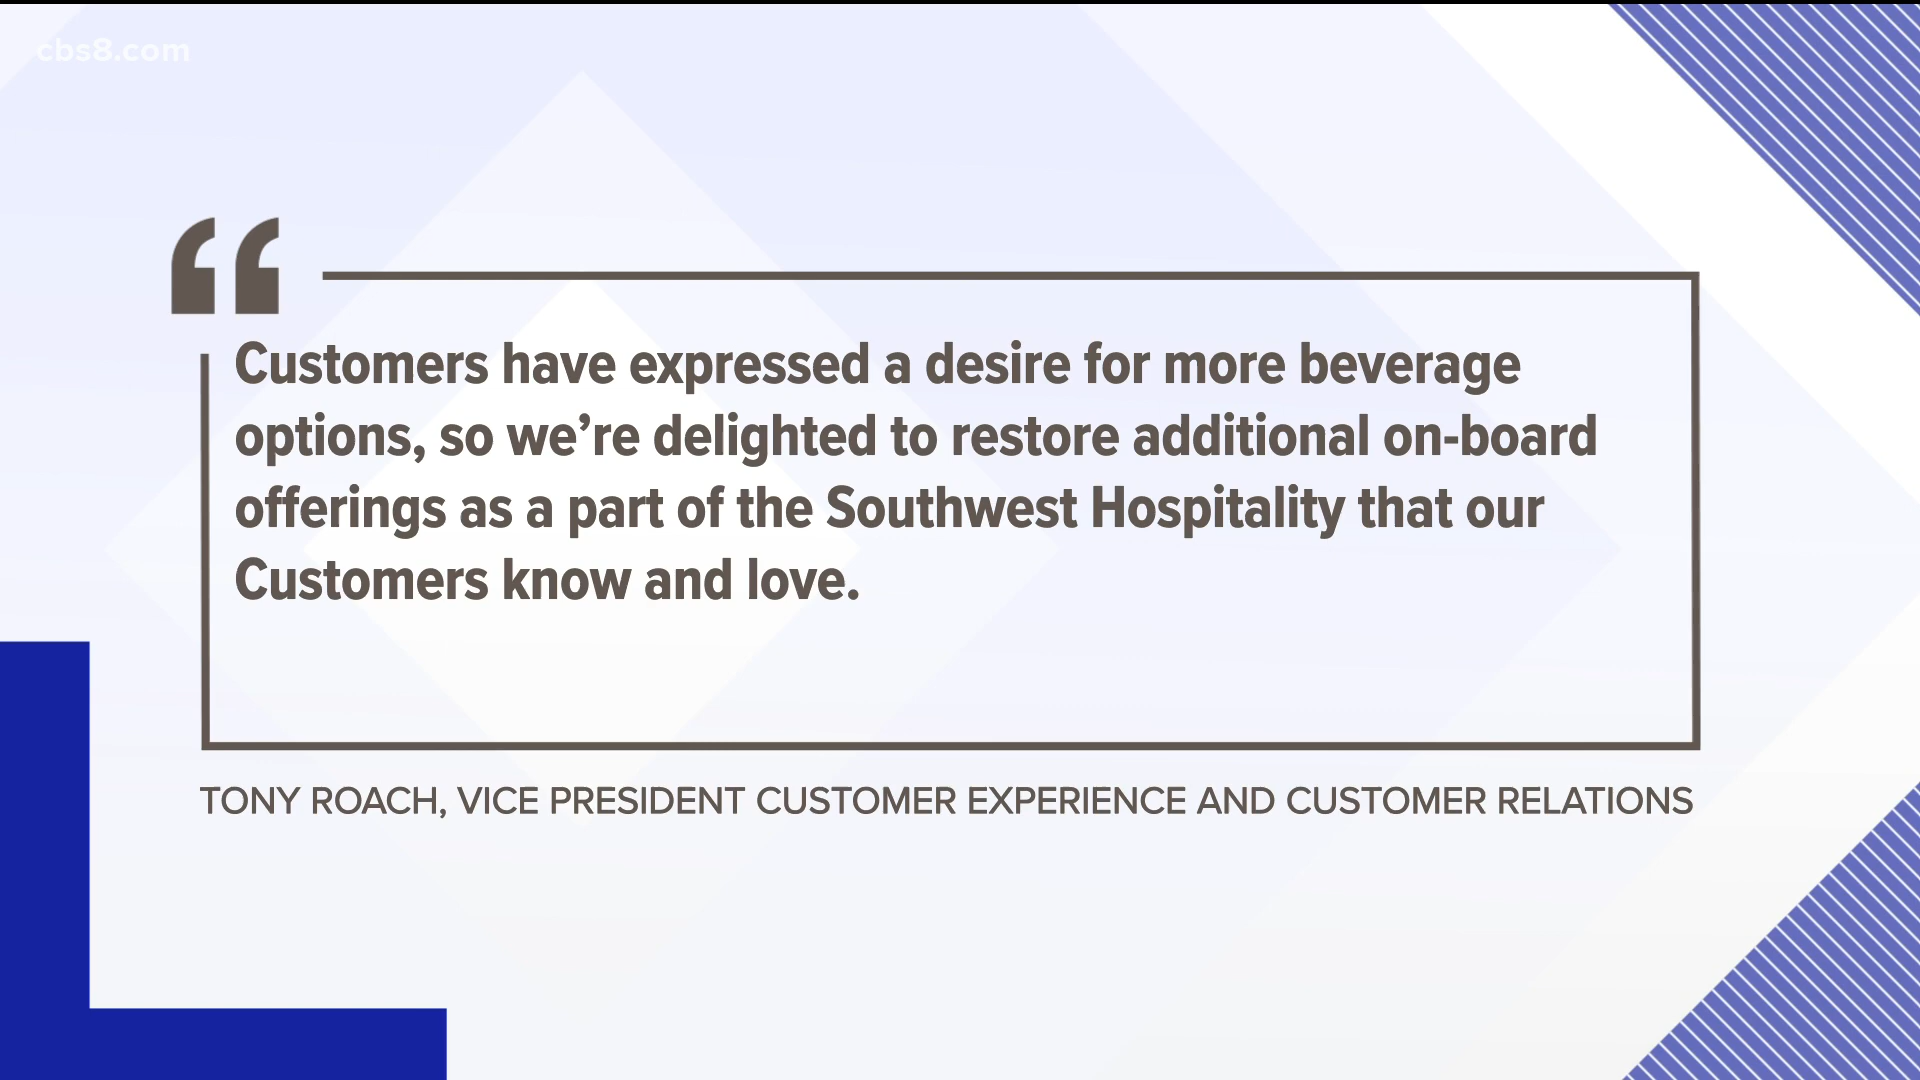 cbs8.com
“
Customers have expressed a desire for more beverage
options, so we’re delighted to restore additional on-board
offerings as a part of the Southwest Hospitality that our
Customers know and love.
TONY ROACH, VICE PRESIDENT CUSTOMER EXPERIENCE AND CUSTOMER RELATIONS